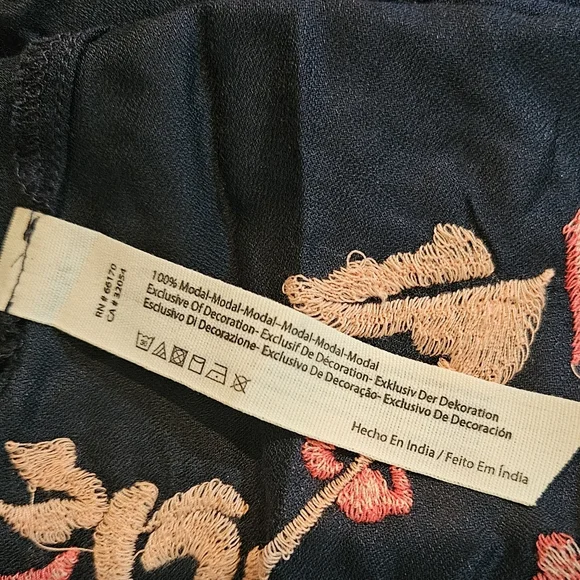 RN # 66170
CA # 32054
100% Modal-Modal-Modal--Modal-Modal-Modal
Exclusive Of Decoration- Exclusif De Décoration- Exklusiv Der Dekoration
Esclusivo Di Decorazione- Exclusivo De Decoração- Exclusivo De Decoración
Hecho En India / Feito Em Índia